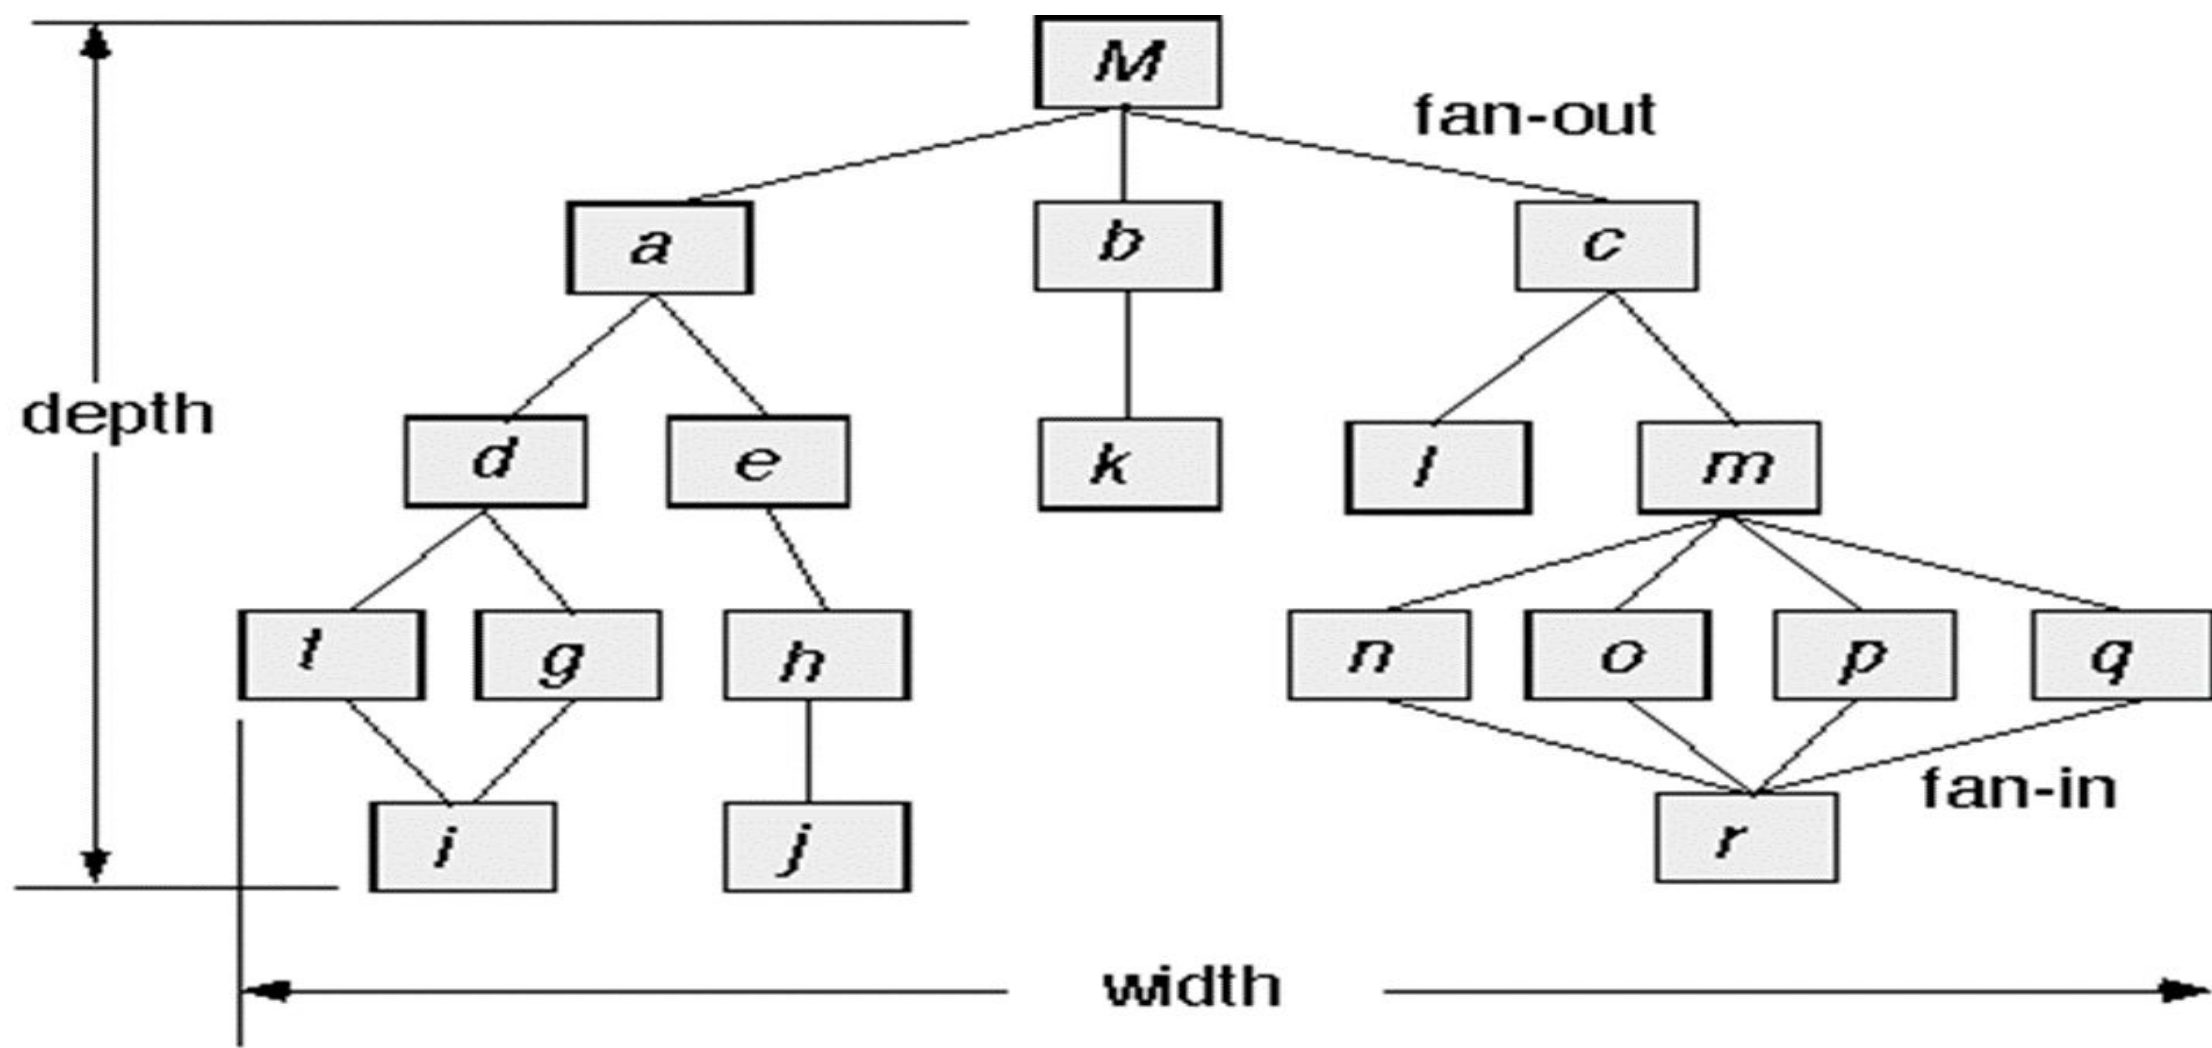 M
fan-out
a b c
depth
d e k l m
t g h n o p q
fan-in
i j r
width